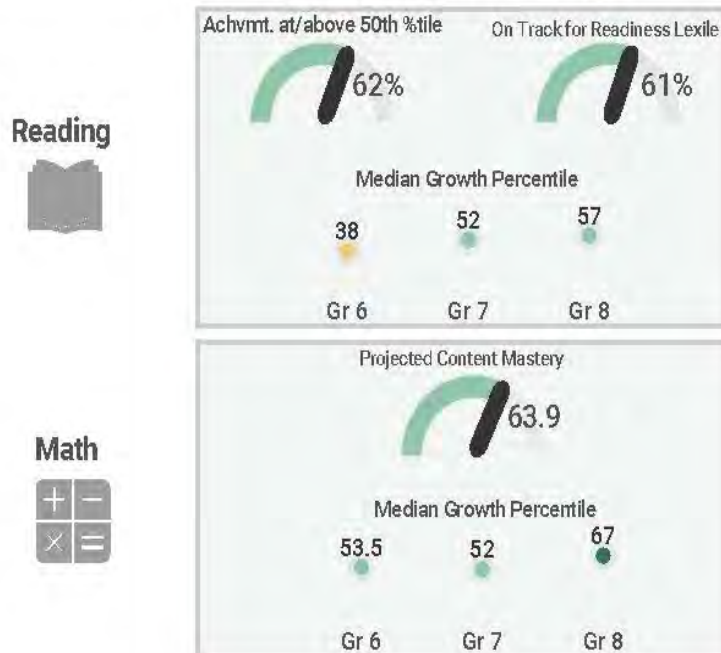 Reading
Achvmt. at/above 50th %tile
On Track for Readiness Lexile
62%
61%
Median Growth Percentile
38
52
57
Gr 6
Gr 7
Gr 8
Math
+ −
× =
Projected Content Mastery
63.9
Median Growth Percentile
53.5
52
67
Gr 6
Gr 7
Gr 8